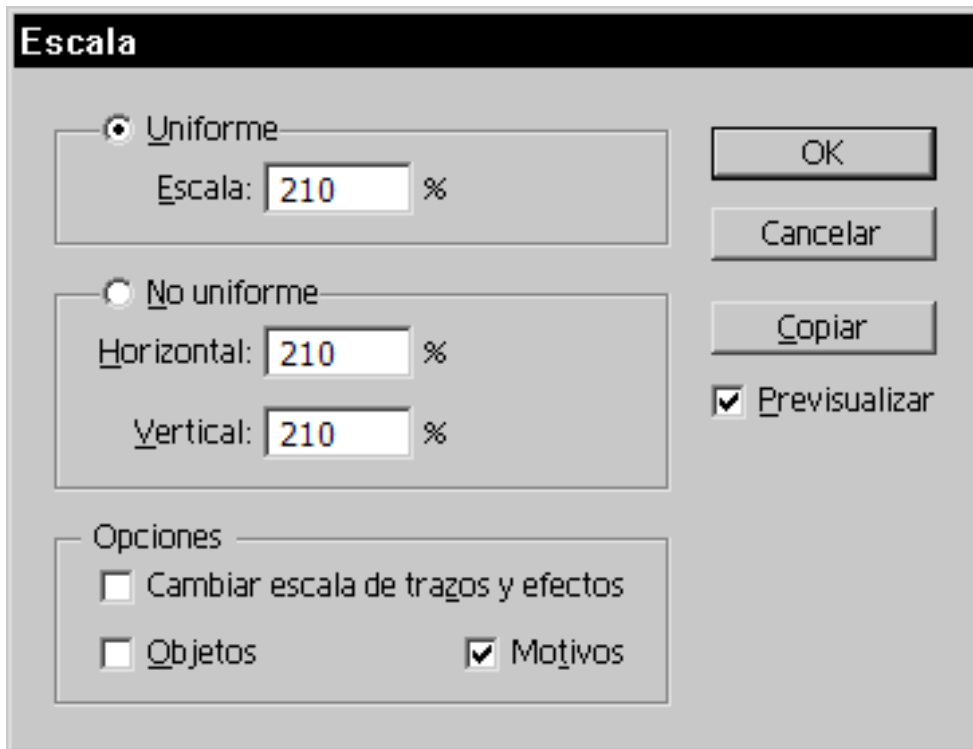 Escala
Uniforme
Escala: 210 %
No uniforme
Horizontal: 210 %
Vertical: 210 %
Opciones
Cambiar escala de trazos y efectos
Objetos Motivos
OK
Cancelar
Copiar
Previsualizar